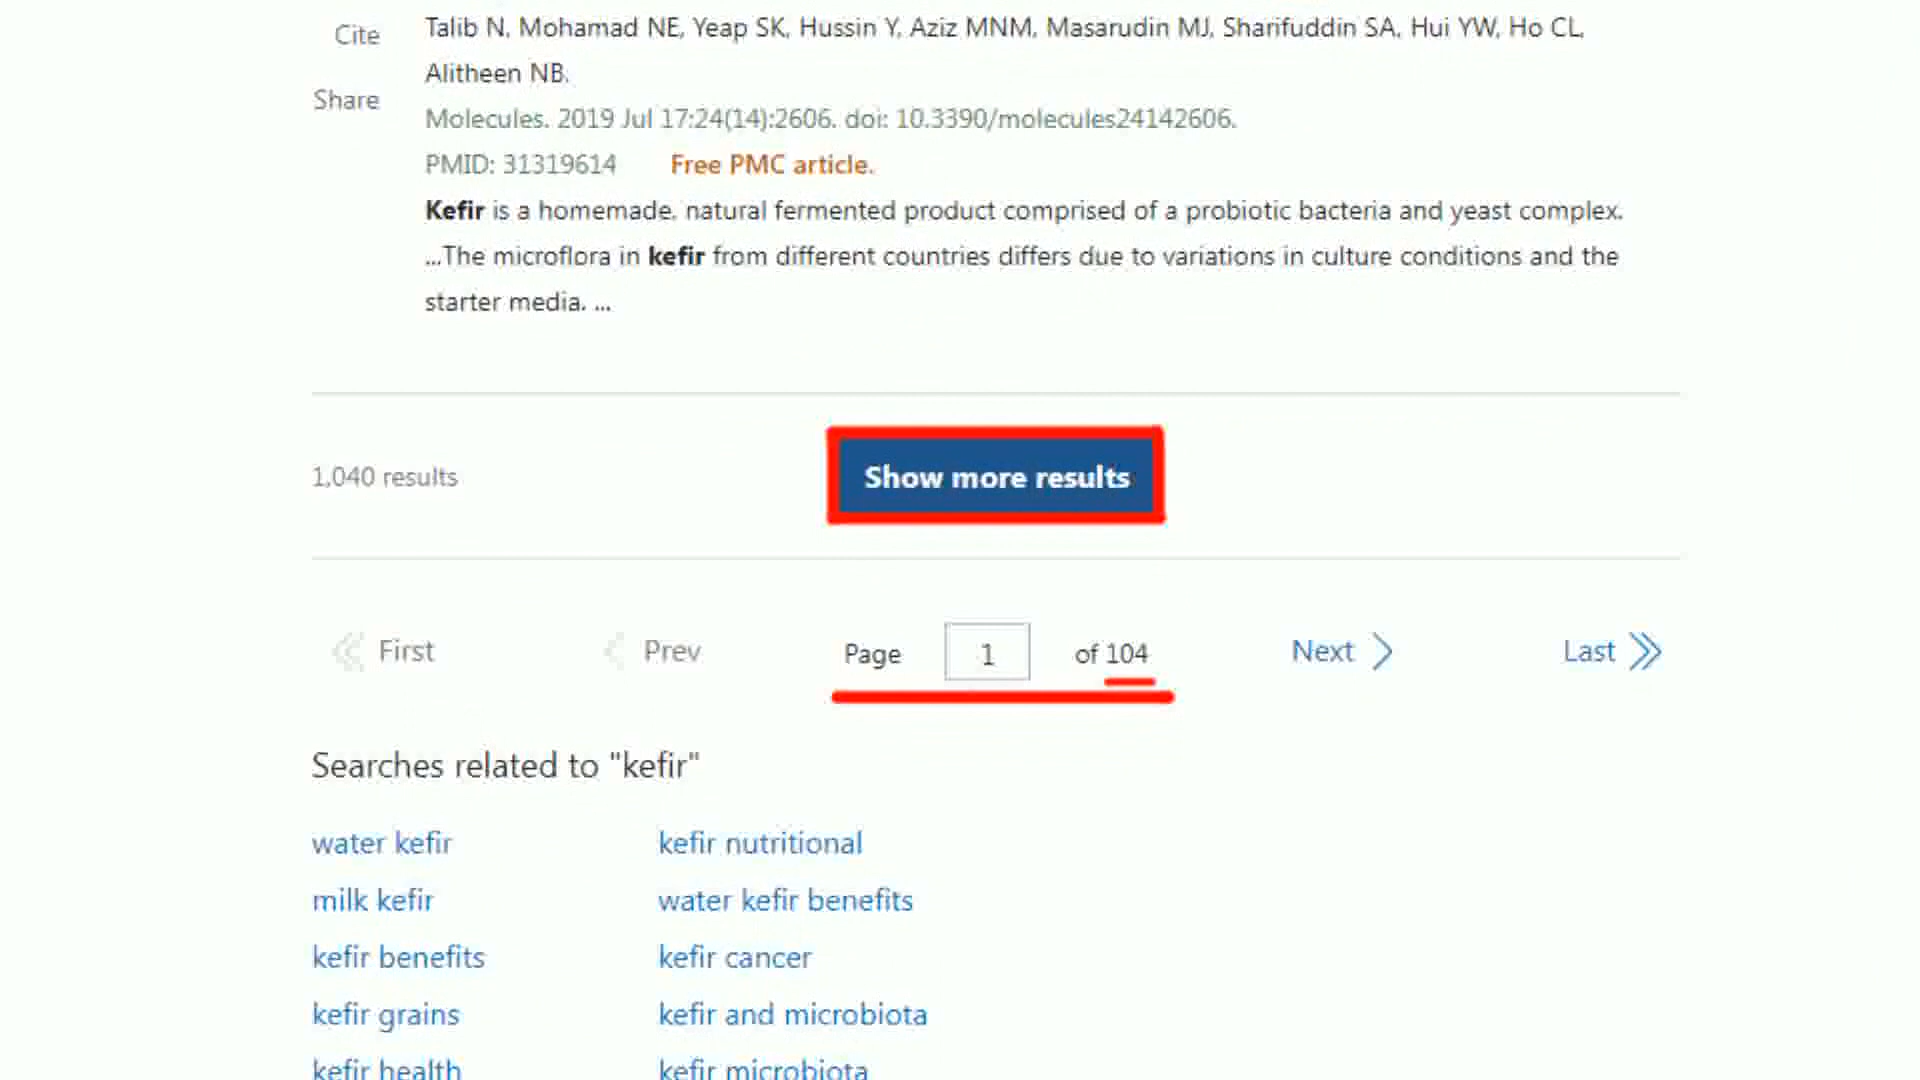 Cite
Share
Talib N, Mohamad NE, Yeap SK, Hussin Y, Aziz MNM, Masarudin MJ, Sharifuddin SA, Hui YW, Ho CL,
Alitheen NB.
Molecules. 2019 Jul 17;24(14):2606. doi: 10.3390/molecules24142606.
PMID: 31319614 Free PMC article.
Kefir is a homemade, natural fermented product comprised of a probiotic bacteria and yeast complex.
...The microflora in kefir from different countries differs due to variations in culture conditions and the
starter media. ...
1,040 results
Show more results
First Prev Page 1 of 104 Next Last
Searches related to "kefir"
water kefir
milk kefir
kefir benefits
kefir grains
kefir health
kefir nutritional
water kefir benefits
kefir cancer
kefir and microbiota
kefir microbiota